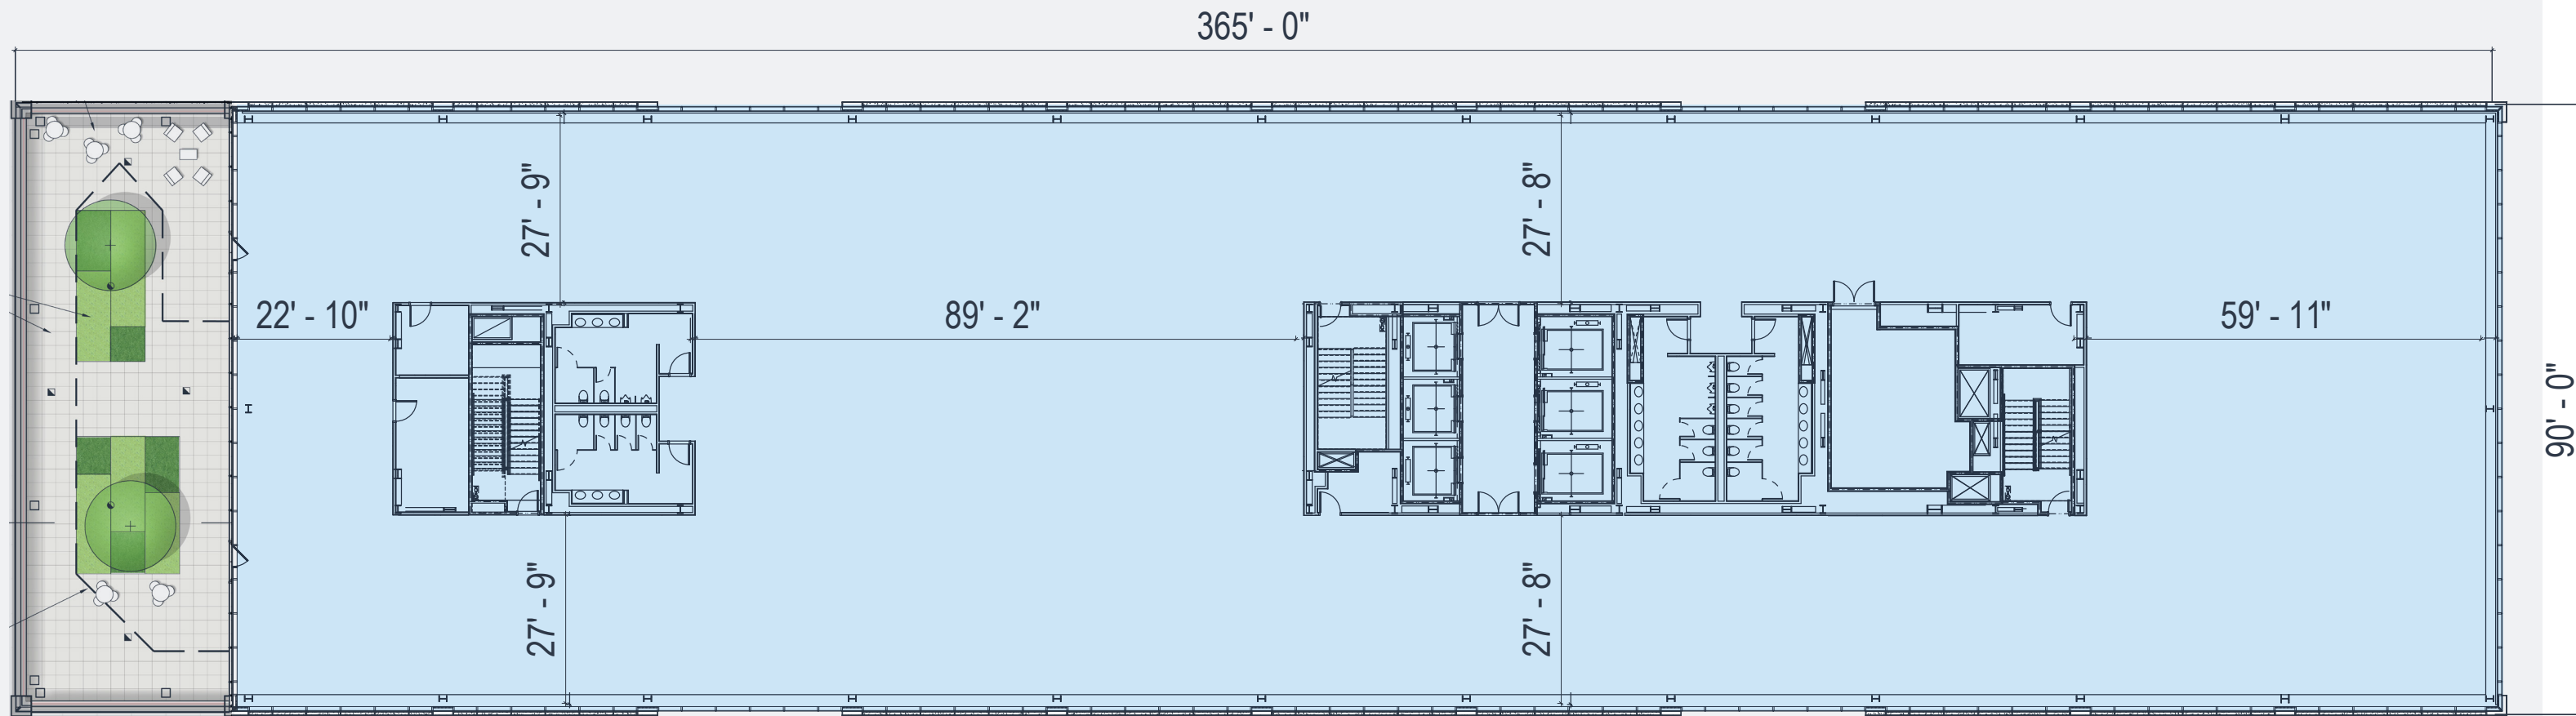 365' - 0"
27' - 9"
27' - 8"
22' - 10"
89' - 2"
59' - 11"
90' - 0"
27' - 9"
27' - 8"